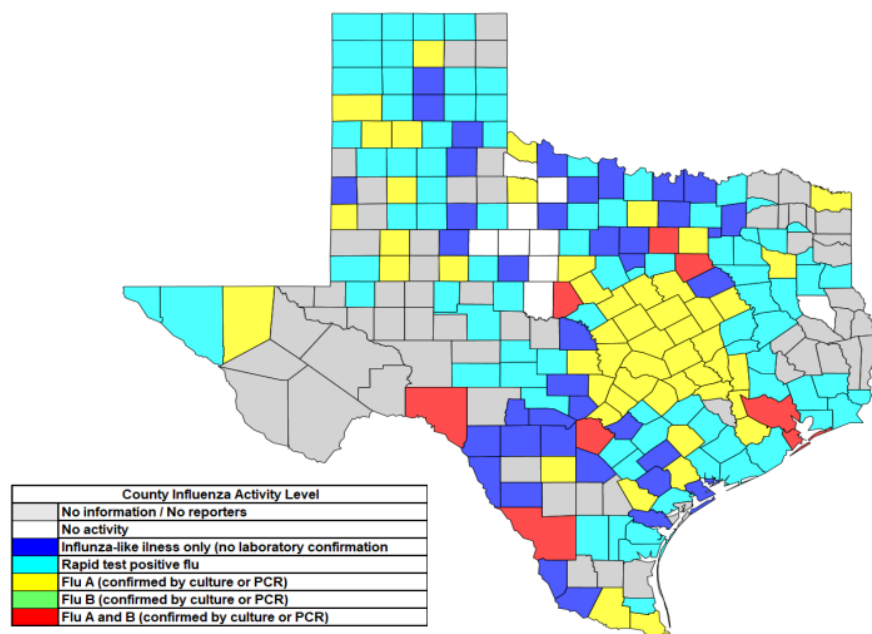 County Influenza Activity Level
No information / No reporters
No activity
Influnza-like ilness only (no laboratory confirmation
Rapid test positive flu
Flu A (confirmed by culture or PCR)
Flu B (confirmed by culture or PCR)
Flu A and B (confirmed by culture or PCR)